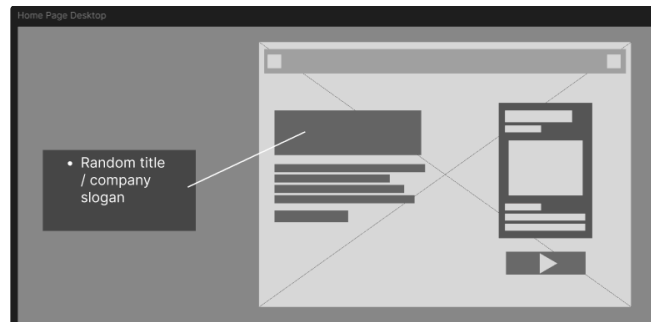 Home Page Desktop
• Random title
/ company
slogan